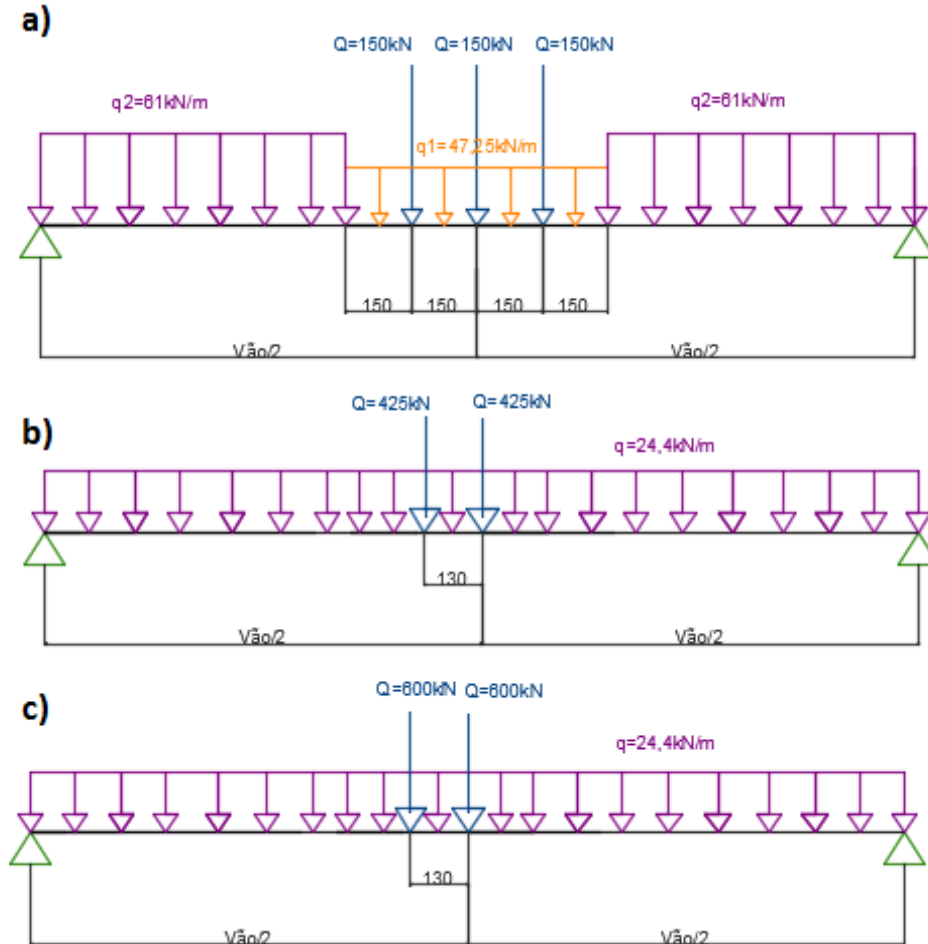 a)
Q=150kN Q=150kN Q=150kN
q2=61kN/m q2=61kN/m
q1=47,25kN/m
150 150 150 150
Vão/2 Vão/2
b)
Q=425kN Q=425kN
q=24,4kN/m
130
Vão/2 Vão/2
c)
Q=600kN Q=600kN
q=24,4kN/m
130
Vão/2 Vão/2